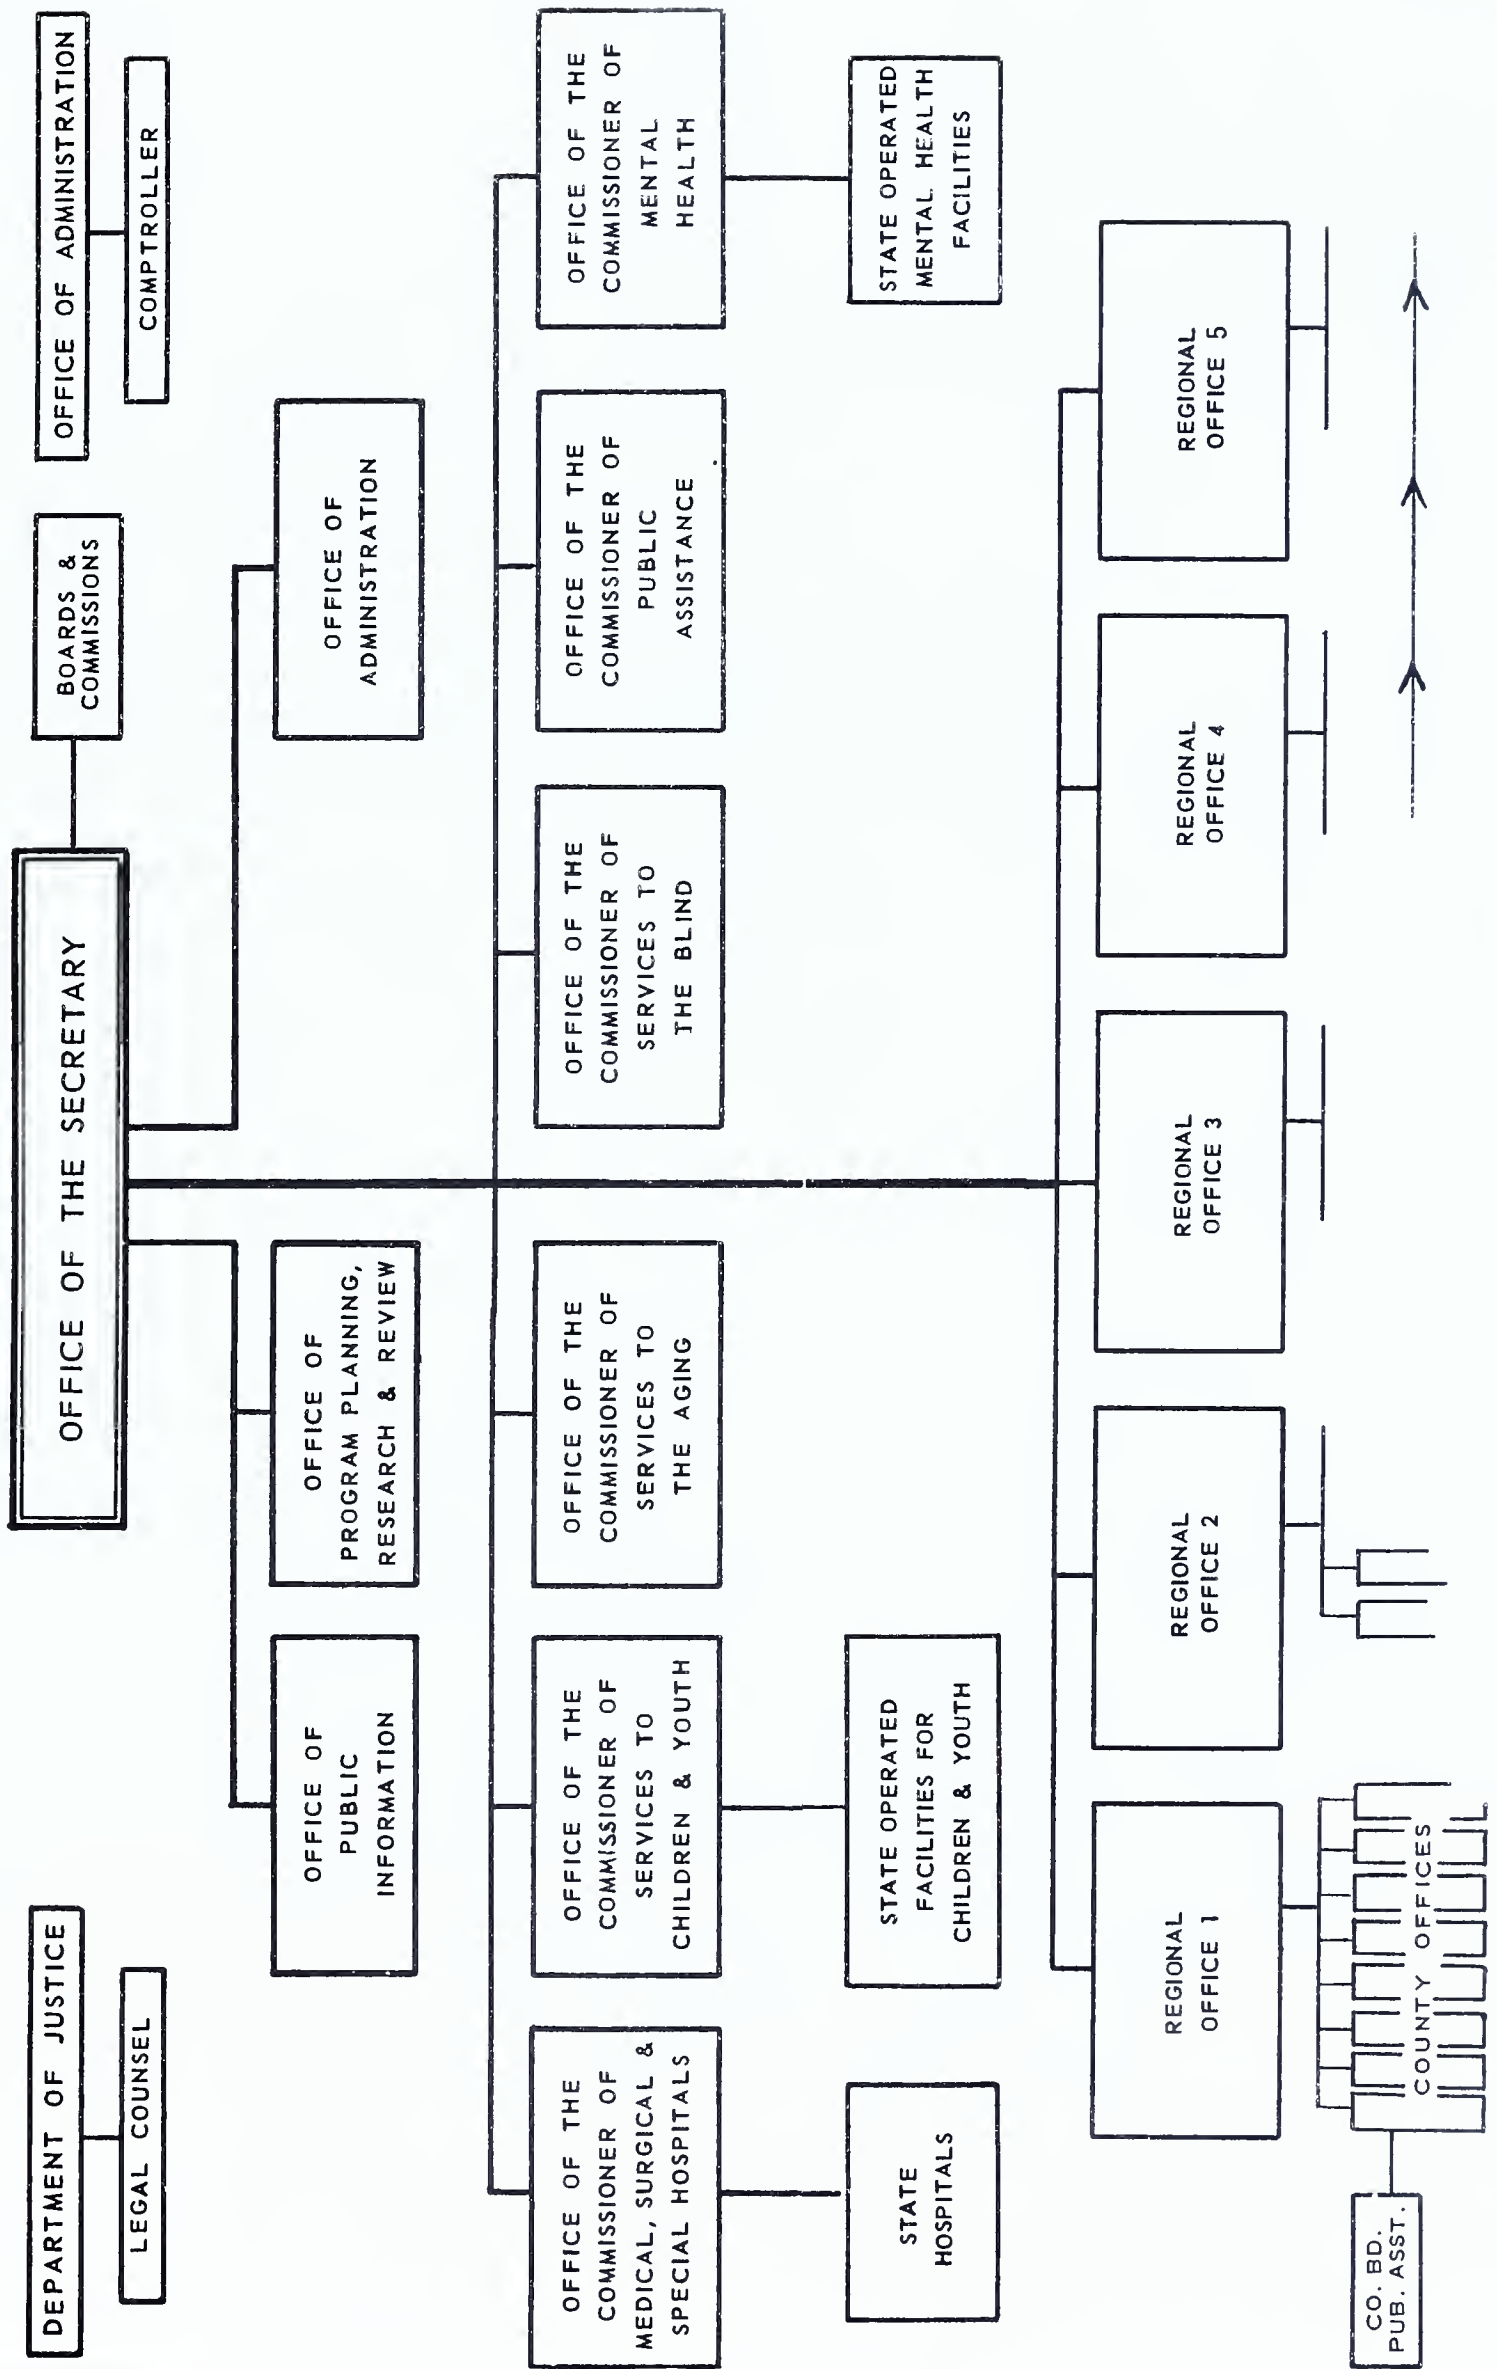 DEPARTMENT OF JUSTICE
LEGAL COUNSEL
OFFICE OF THE SECRETARY
BOARDS &
COMMISSIONS
OFFICE OF ADMINISTRATION
COMPTROLLER
OFFICE OF
PUBLIC
INFORMATION
OFFICE OF
PROGRAM PLANNING,
RESEARCH & REVIEW
OFFICE OF
ADMINISTRATION
OFFICE OF THE
COMMISSIONER OF
MEDICAL, SURGICAL &
SPECIAL HOSPITALS
OFFICE OF THE
COMMISSIONER OF
SERVICES TO
CHILDREN & YOUTH
OFFICE OF THE
COMMISSIONER OF
SERVICES TO
THE AGING
OFFICE OF THE
COMMISSIONER OF
SERVICES TO
THE BLIND
OFFICE OF THE
COMMISSIONER OF
PUBLIC
ASSISTANCE
OFFICE OF THE
COMMISSIONER OF
MENTAL
HEALTH
STATE
HOSPITALS
STATE OPERATED
FACILITIES FOR
CHILDREN & YOUTH
STATE OPERATED
MENTAL HEALTH
FACILITIES
REGIONAL
OFFICE 1
REGIONAL
OFFICE 2
REGIONAL
OFFICE 3
REGIONAL
OFFICE 4
REGIONAL
OFFICE 5
CO. BD.
PUB. ASST.
COUNTY OFFICES